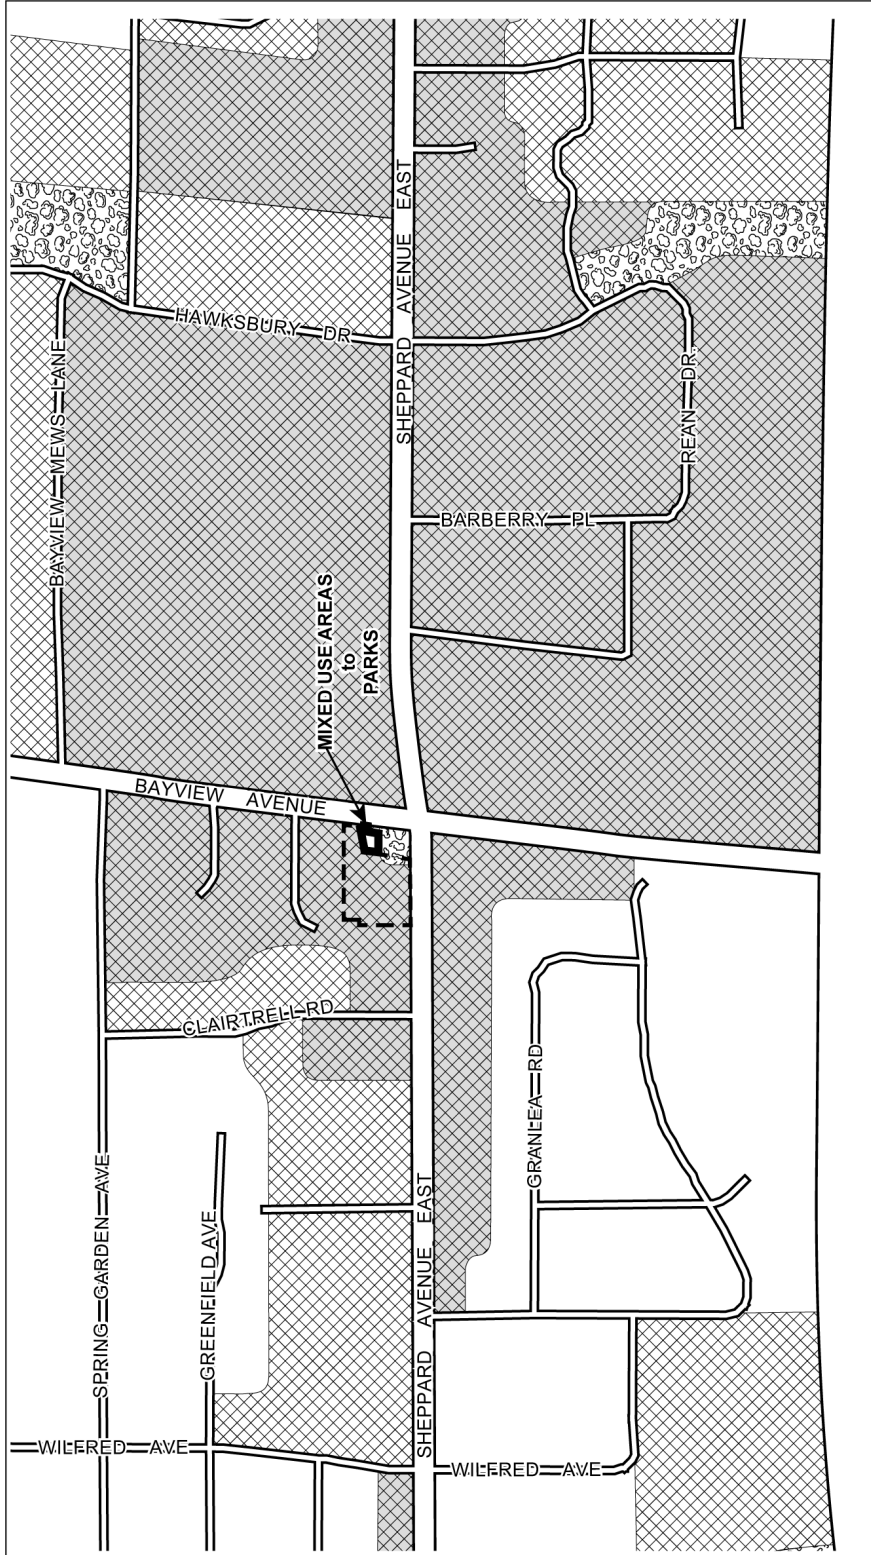 SHEPPARD AVENUE EAST
HAWKSBURY DR
BAYVIEW MEWS LANE
REAN DR.
BARBERRY PL
MIXED USE AREAS
to
PARKS
BAYVIEW AVENUE
CLAIRTRELL RD
GRANLEA RD
SPRING GARDEN AVE
GREENFIELD AVE
SHEPPARD AVENUE EAST
WILFRED AVE
WILFRED AVE